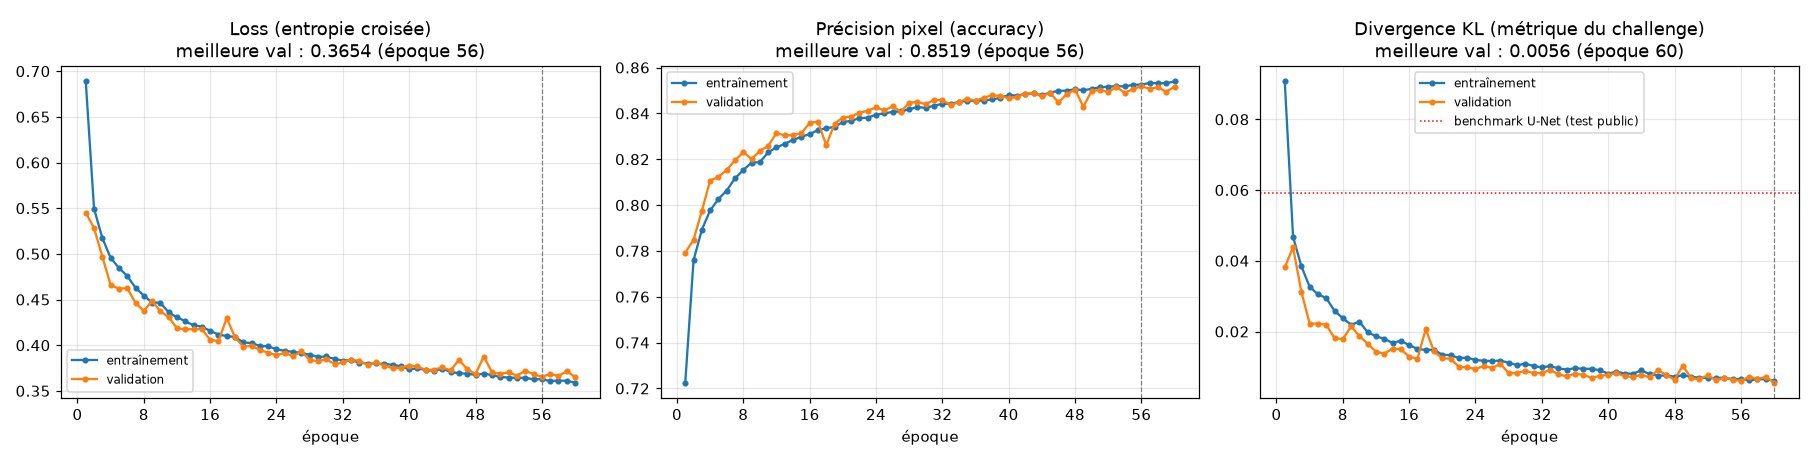 Loss (entropie croisée)
meilleure val : 0.3654 (époque 56)
0.70
0.65
0.60
0.55
0.50
0.45
0.40
0.35
entraînement
validation
0 8 16 24 32 40 48 56
époque
Précision pixel (accuracy)
meilleure val : 0.8519 (époque 56)
0.86
0.84
0.82
0.80
0.78
0.76
0.74
0.72
entraînement
validation
0 8 16 24 32 40 48 56
époque
Divergence KL (métrique du challenge)
meilleure val : 0.0056 (époque 60)
0.08
0.06
0.04
0.02
entraînement
validation
benchmark U-Net (test public)
0 8 16 24 32 40 48 56
époque